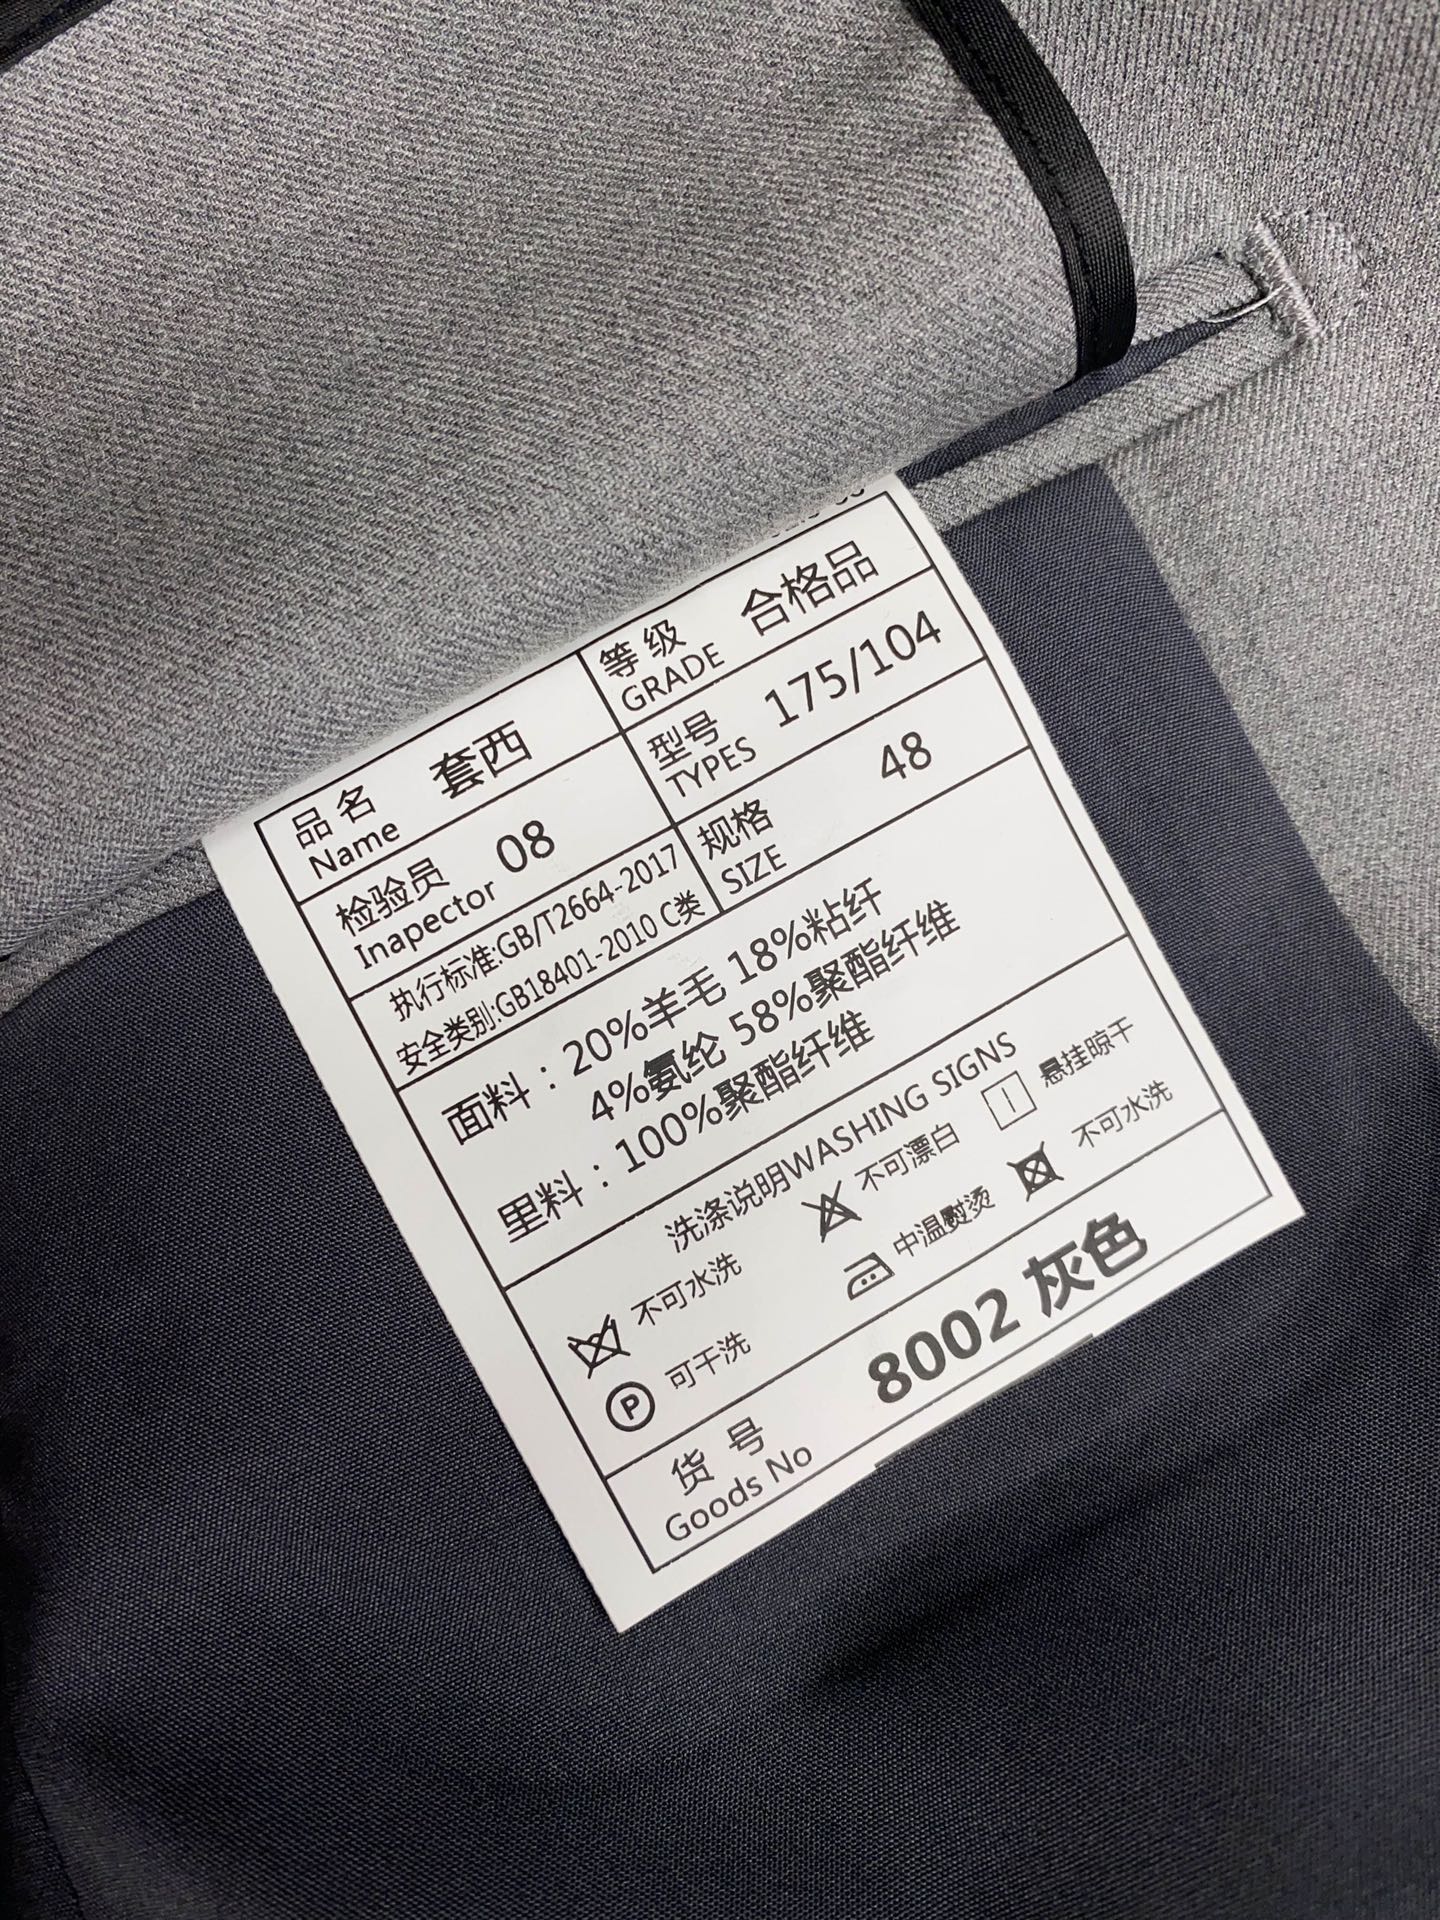 品名 套西
Name
等级 合格品
GRADE
检验员 08
Inapector
型号 175/104
TYPES
执行标准:GB/T2664-2017
安全类别:GB18401-2010 C类
规格 48
SIZE
面料：20%羊毛 18%粘纤
4%氨纶 58%聚酯纤维
里料：100%聚酯纤维
洗涤说明WASHING SIGNS
不可水洗 不可漂白 悬挂晾干
P 可干洗 中温熨烫 不可水洗
货号 8002 灰色
Goods No